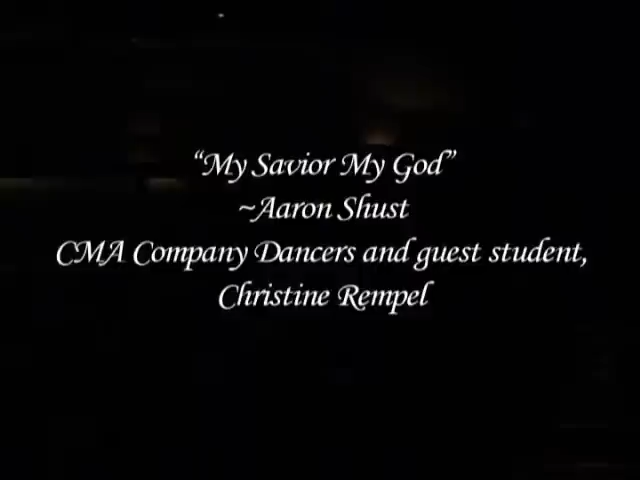 “My Savior My God”
~Aaron Shust
CMA Company Dancers and guest student,
Christine Rempel